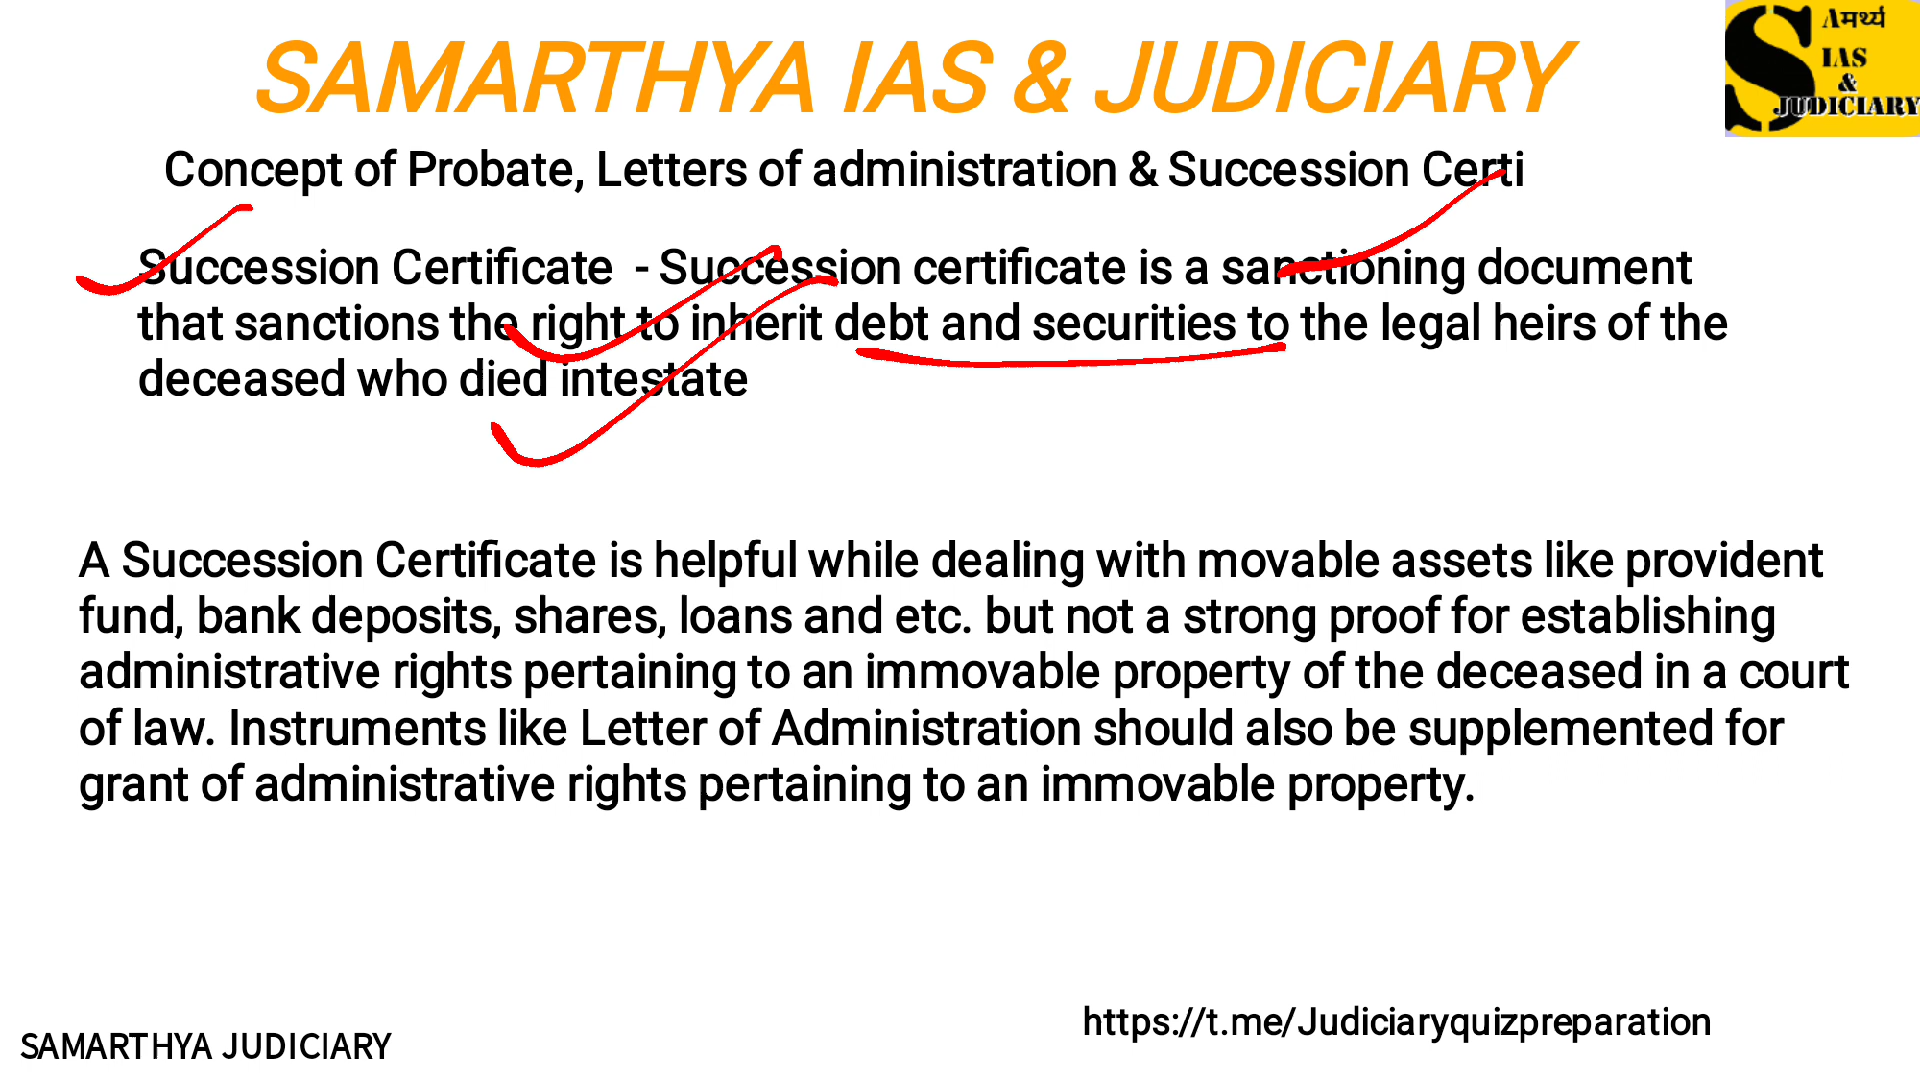 SAMARTHYA IAS & JUDICIARY
Aमर्थ्य
IAS
&
JUDICIARY
Concept of Probate, Letters of administration & Succession Certi
Succession Certificate - Succession certificate is a sanctioning document
that sanctions the right to inherit debt and securities to the legal heirs of the
deceased who died intestate
A Succession Certificate is helpful while dealing with movable assets like provident
fund, bank deposits, shares, loans and etc. but not a strong proof for establishing
administrative rights pertaining to an immovable property of the deceased in a court
of law. Instruments like Letter of Administration should also be supplemented for
grant of administrative rights pertaining to an immovable property.
https://t.me/Judiciaryquizpreparation
SAMARTHYA JUDICIARY